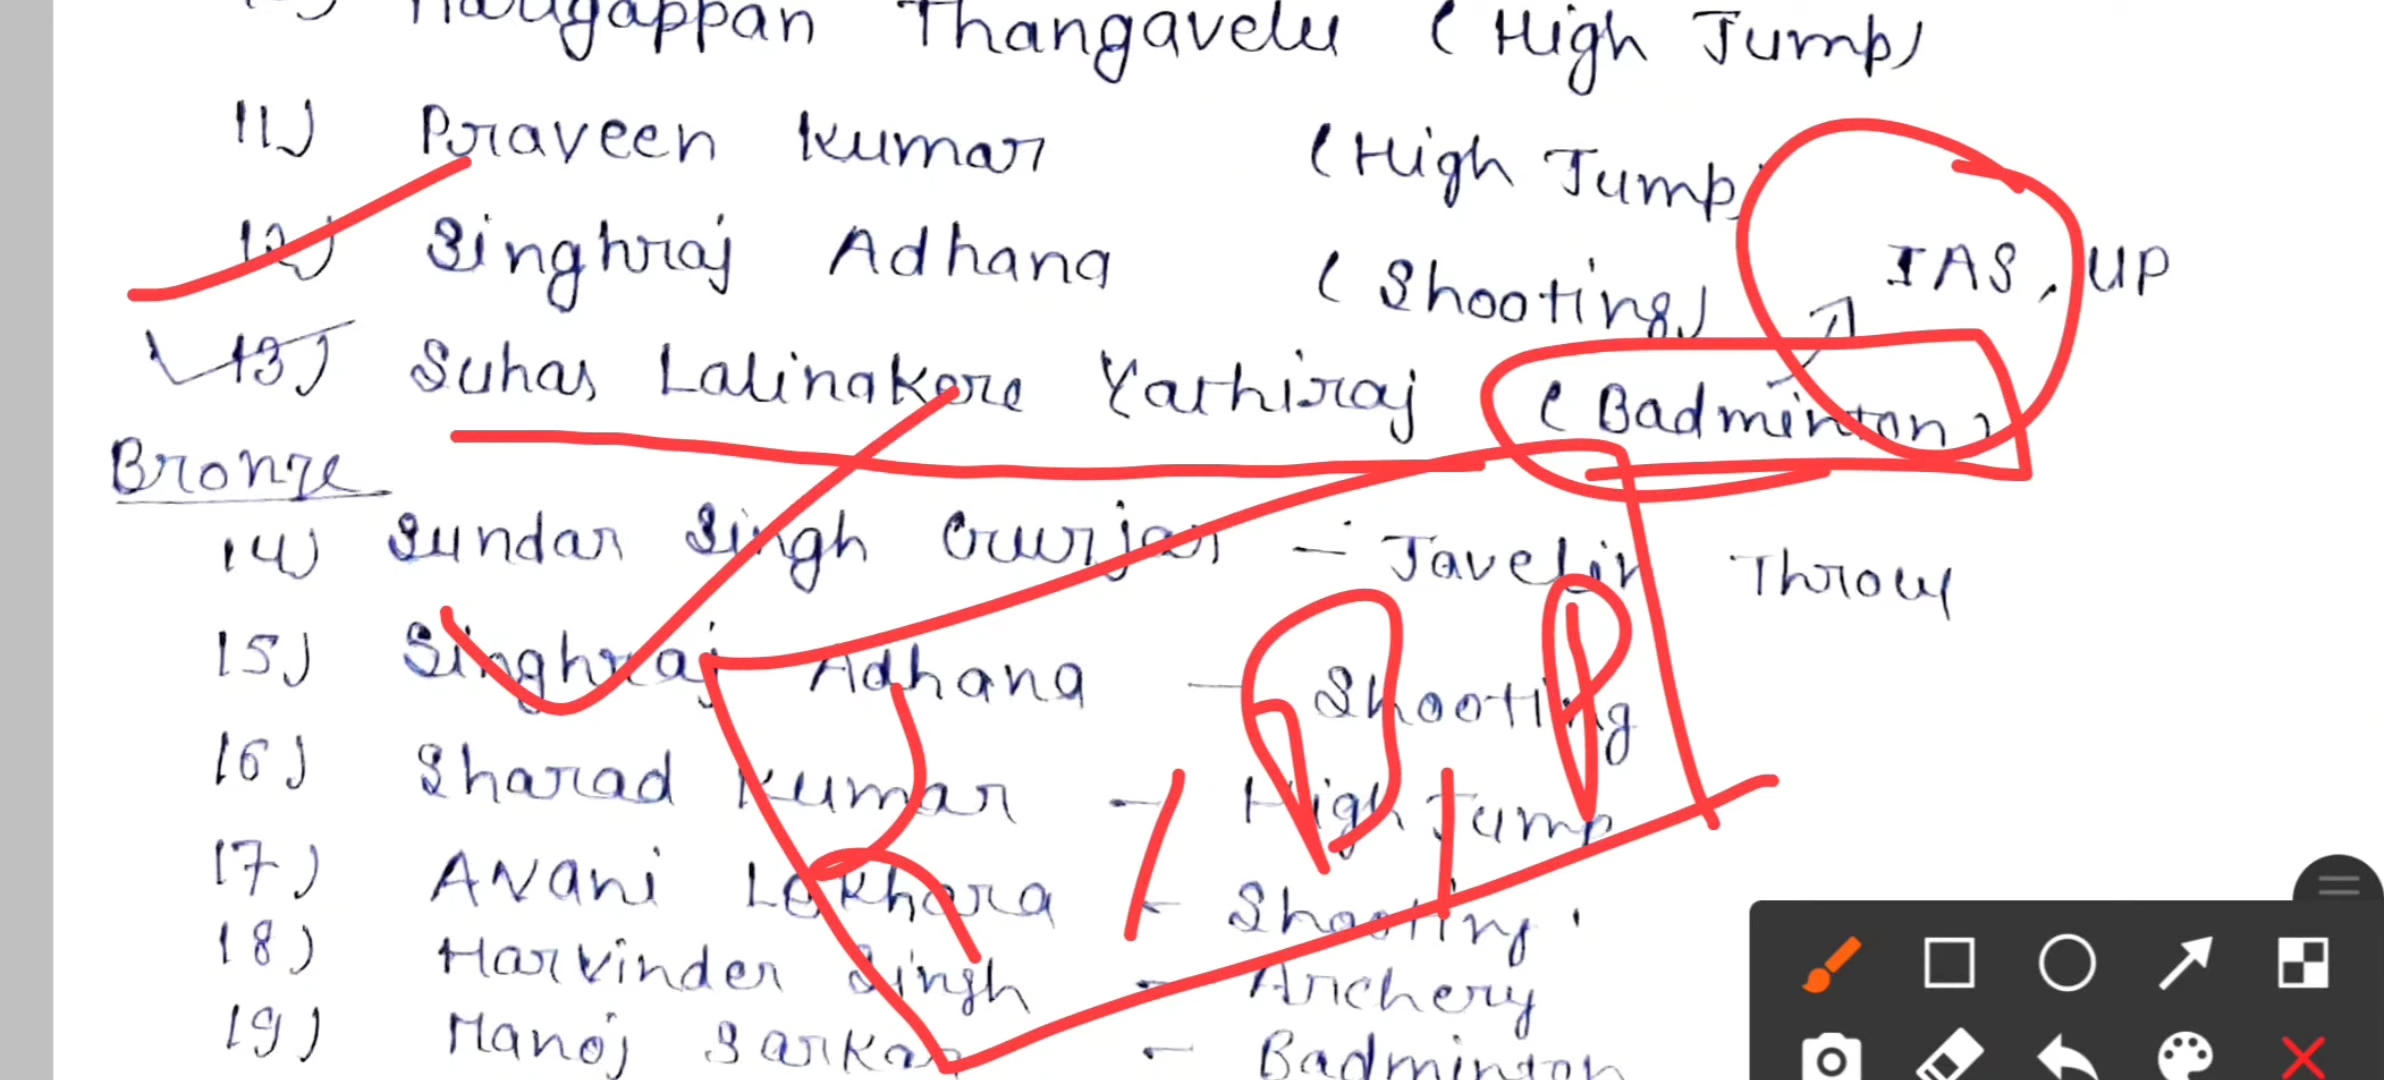 Thangavelu (High Jump)
11) Praveen Kumar (High Jump
12) Singhraj Adhana (Shooting)
IAS, UP
13) Suhas Lalinakere Yathiraj (Badminton)
Bronze
14) Sundar Singh Gurjar - Javelin Throw
15) Singhraj Adhana - Shooting
16) Sharad Kumar - High Jump
17) Avani Lekhara - Shooting
18) Harvinder Singh - Archery
19) Manoj Sarkar - Badminton